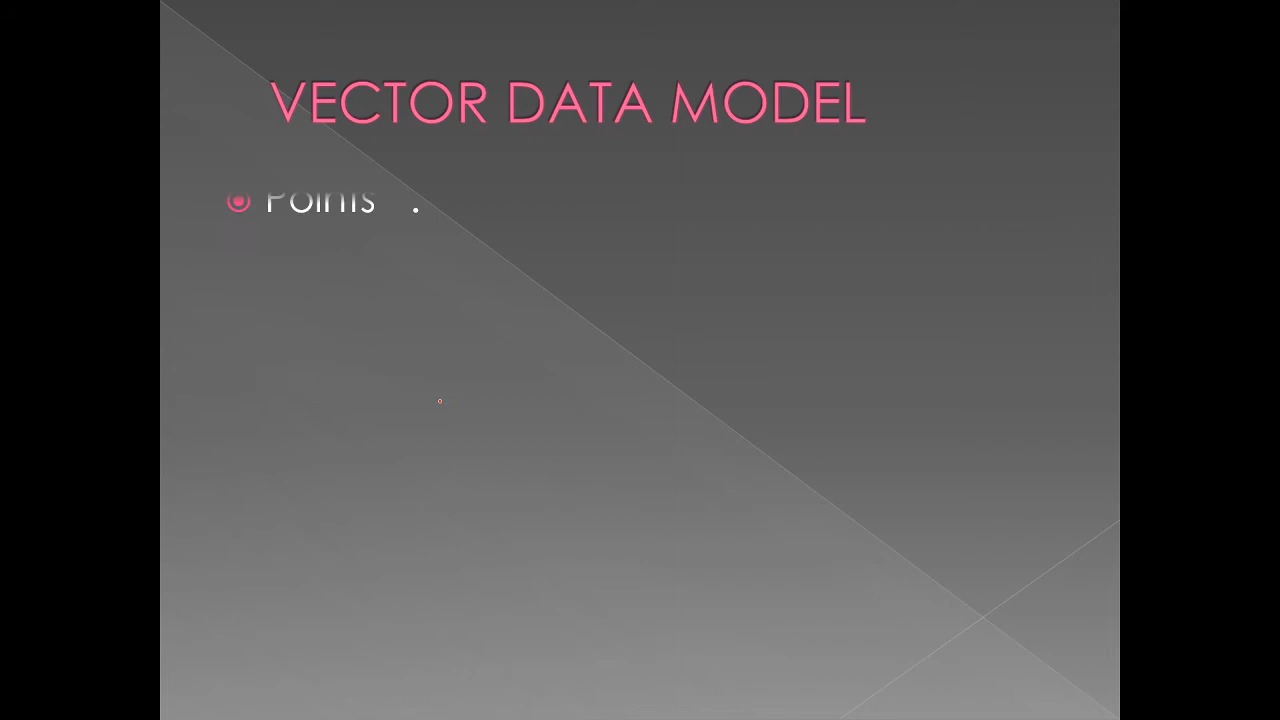 VECTOR DATA MODEL
Points .